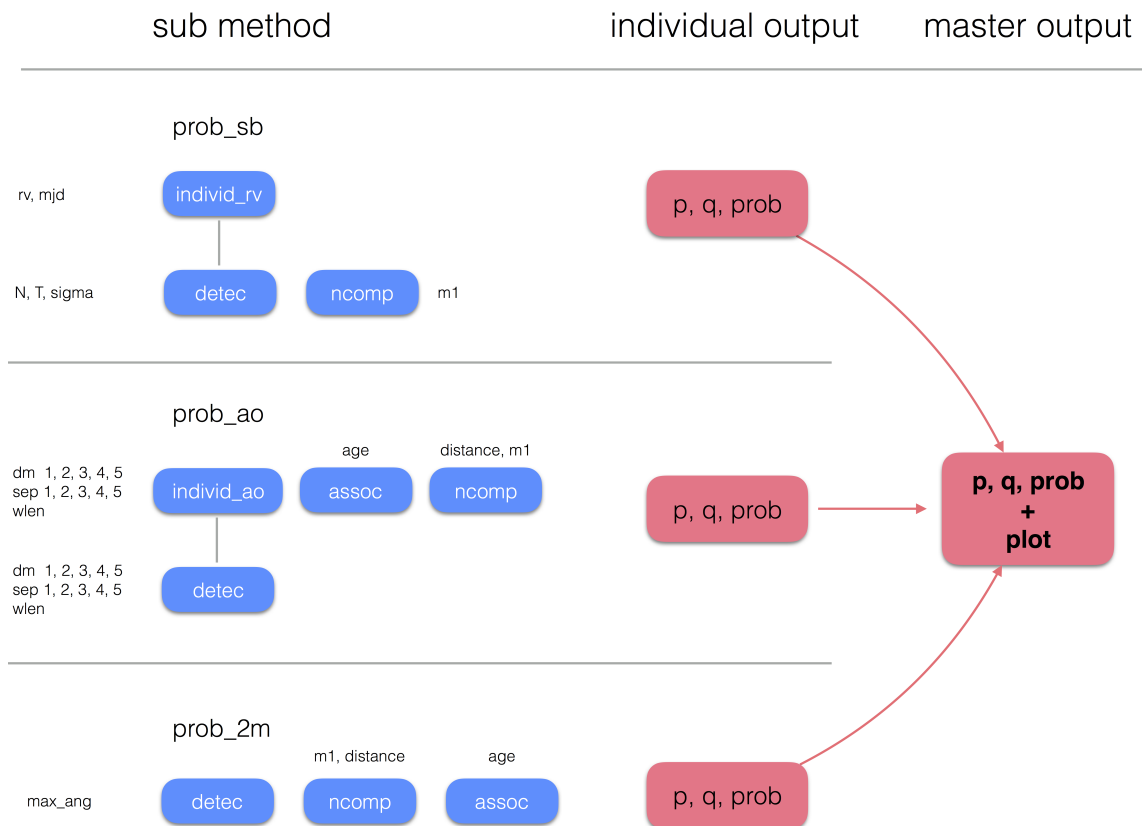 sub method
individual output
master output
prob_sb
rv, mjd
individ_rv
p, q, prob
N, T, sigma
detec
ncomp
m1
prob_ao
age
distance, m1
dm 1, 2, 3, 4, 5
sep 1, 2, 3, 4, 5
wlen
individ_ao
assoc
ncomp
p, q, prob
p, q, prob
+
plot
dm 1, 2, 3, 4, 5
sep 1, 2, 3, 4, 5
wlen
detec
prob_2m
m1, distance
age
max_ang
detec
ncomp
assoc
p, q, prob